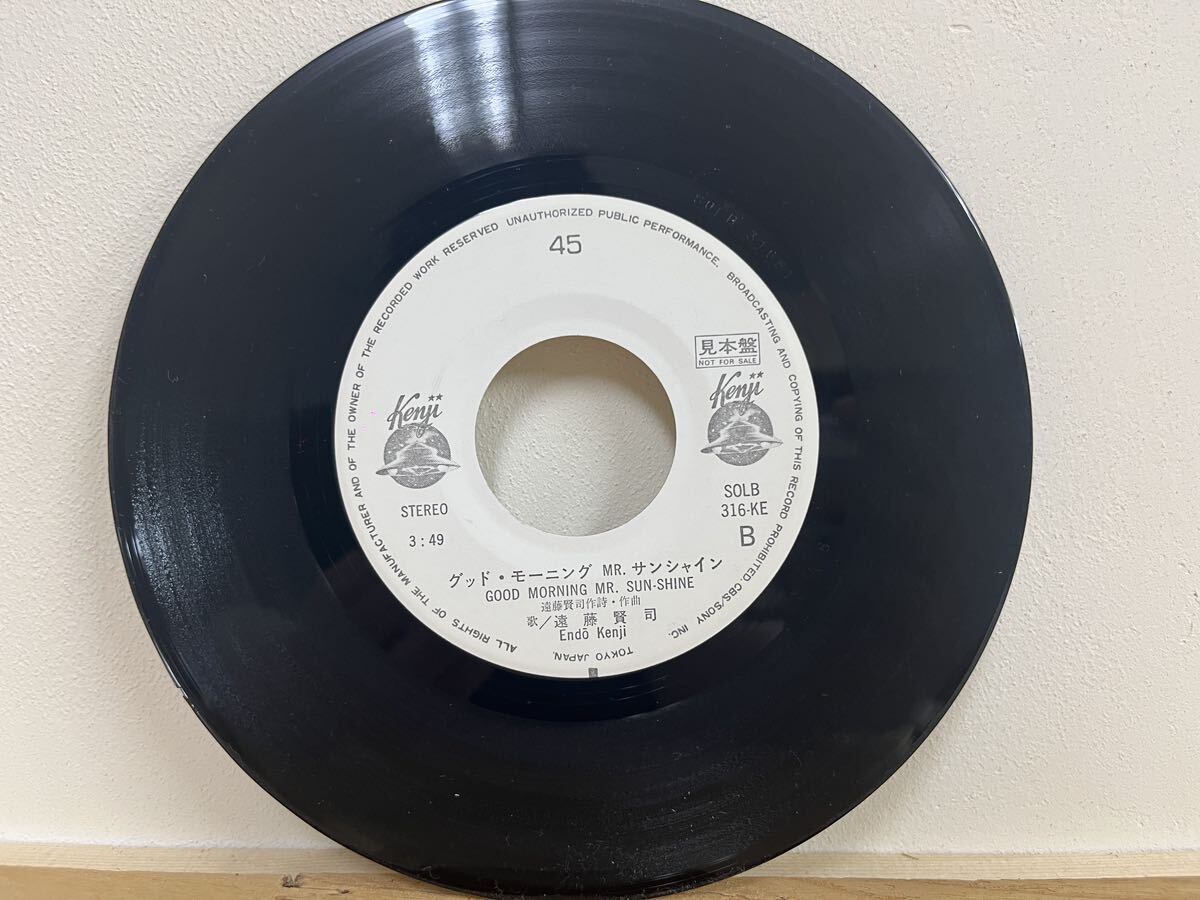 ALL RIGHTS OF THE MANUFACTURER AND OF THE OWNER OF THE RECORDED WORK RESERVED UNAUTHORIZED PUBLIC PERFORMANCE. BROADCASTING AND COPYING OF THIS RECORD PROHIBITED. CBS/SONY INC. TOKYO JAPAN.
45
見本盤
NOT FOR SALE
Kenji
Kenji
STEREO
SOLB
316-KE
3:49
B
グッド・モーニング MR. サンシャイン
GOOD MORNING MR. SUN-SHINE
遠藤賢司作詩・作曲
歌/遠藤賢司
Endō Kenji